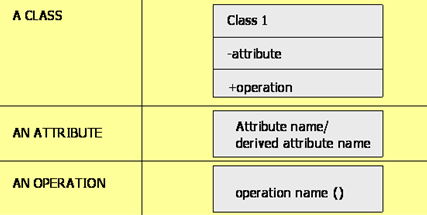 A CLASS
Class 1
-attribute
+operation
AN ATTRIBUTE
Attribute name/
derived attribute name
AN OPERATION
operation name ()